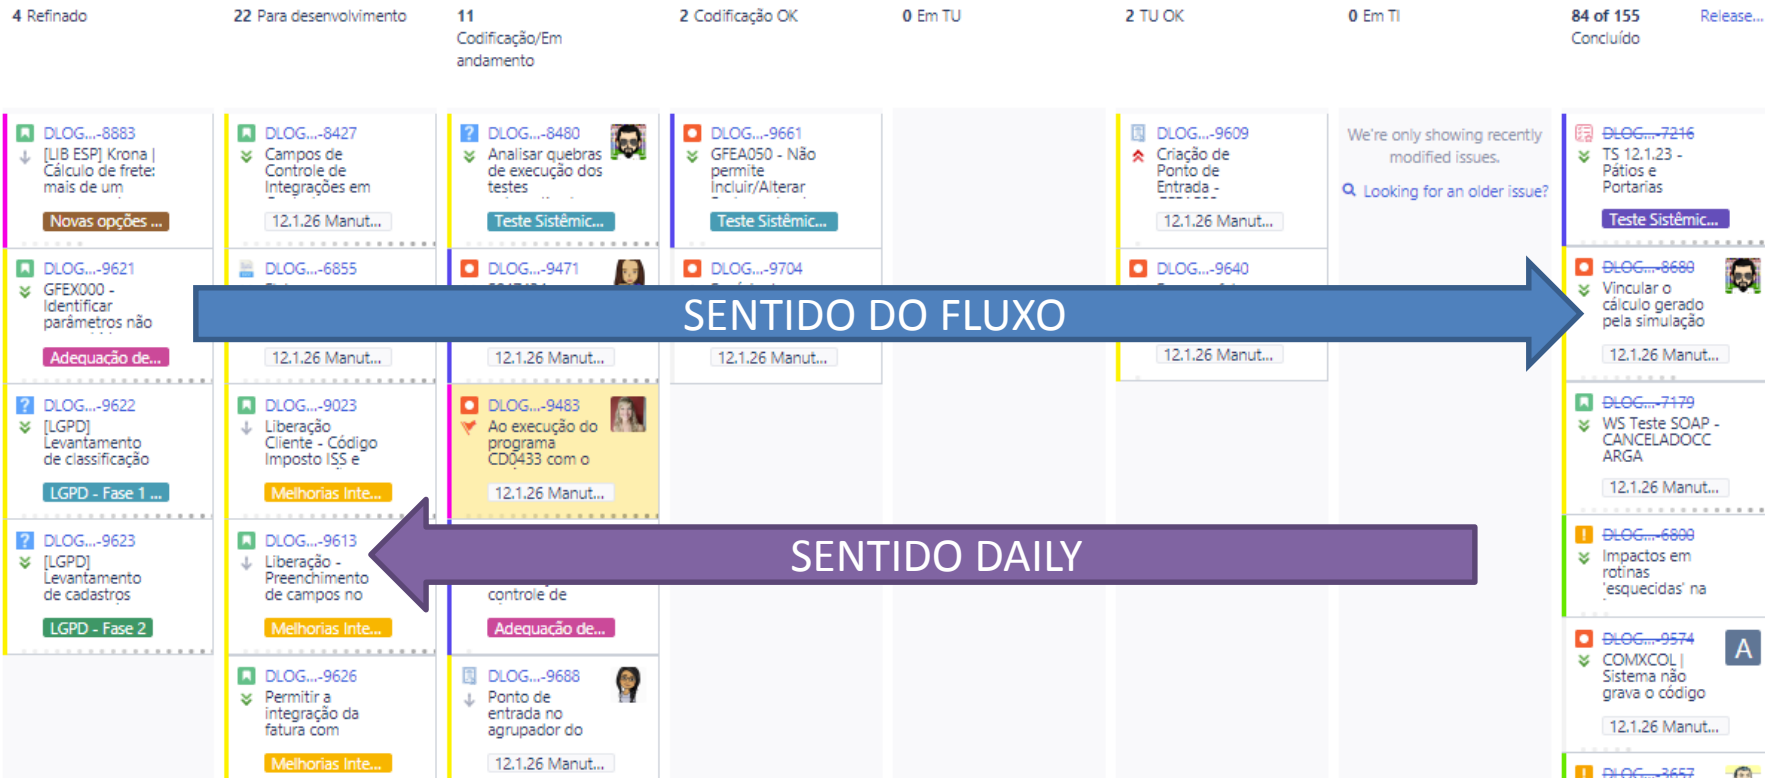 4 Refinado
22 Para desenvolvimento
11
Codificação/Em
andamento
2 Codificação OK
0 Em TU
2 TU OK
0 Em TI
84 of 155
Concluído
Release...
DLOG...-8883
[LIB ESP] Krona |
Cálculo de frete:
mais de um
Novas opções ...
DLOG...-9621
GFEX000 -
Identificar
parâmetros não
Adequação de...
DLOG...-9622
[LGPD]
Levantamento
de classificação
LGPD - Fase 1 ...
DLOG...-9623
[LGPD]
Levantamento
de cadastros
LGPD - Fase 2
DLOG...-8427
Campos de
Controle de
Integrações em
12.1.26 Manut...
DLOG...-6855
12.1.26 Manut...
DLOG...-9023
Liberação
Cliente - Código
Imposto ISS e
Melhorias Inte...
DLOG...-9613
Liberação -
Preenchimento
de campos no
Melhorias Inte...
DLOG...-9626
Permitir a
integração da
fatura com
Melhorias Inte...
DLOG...-8480
Analisar quebras
de execução dos
testes
Teste Sistêmic...
DLOG...-9471
12.1.26 Manut...
DLOG...-9483
Ao execução do
programa
CD0433 com o
12.1.26 Manut...
controle de
Adequação de...
DLOG...-9688
Ponto de
entrada no
agrupador do
12.1.26 Manut...
DLOG...-9661
GFEA050 - Não
permite
Incluir/Alterar
Teste Sistêmic...
DLOG...-9704
12.1.26 Manut...
DLOG...-9609
Criação de
Ponto de
Entrada -
12.1.26 Manut...
DLOG...-9640
12.1.26 Manut...
We're only showing recently
modified issues.
Looking for an older issue?
DLOG...-7216
TS 12.1.23 -
Pátios e
Portarias
Teste Sistêmic...
DLOG...-8680
Vincular o
cálculo gerado
pela simulação
12.1.26 Manut...
DLOG...-7179
WS Teste SOAP -
CANCELADOCC
ARGA
12.1.26 Manut...
DLOG...-6800
Impactos em
rotinas
'esquecidas' na
DLOG...-9574
A
COMXCOL |
Sistema não
grava o código
12.1.26 Manut...
DLOG...-3657
SENTIDO DO FLUXO
SENTIDO DAILY